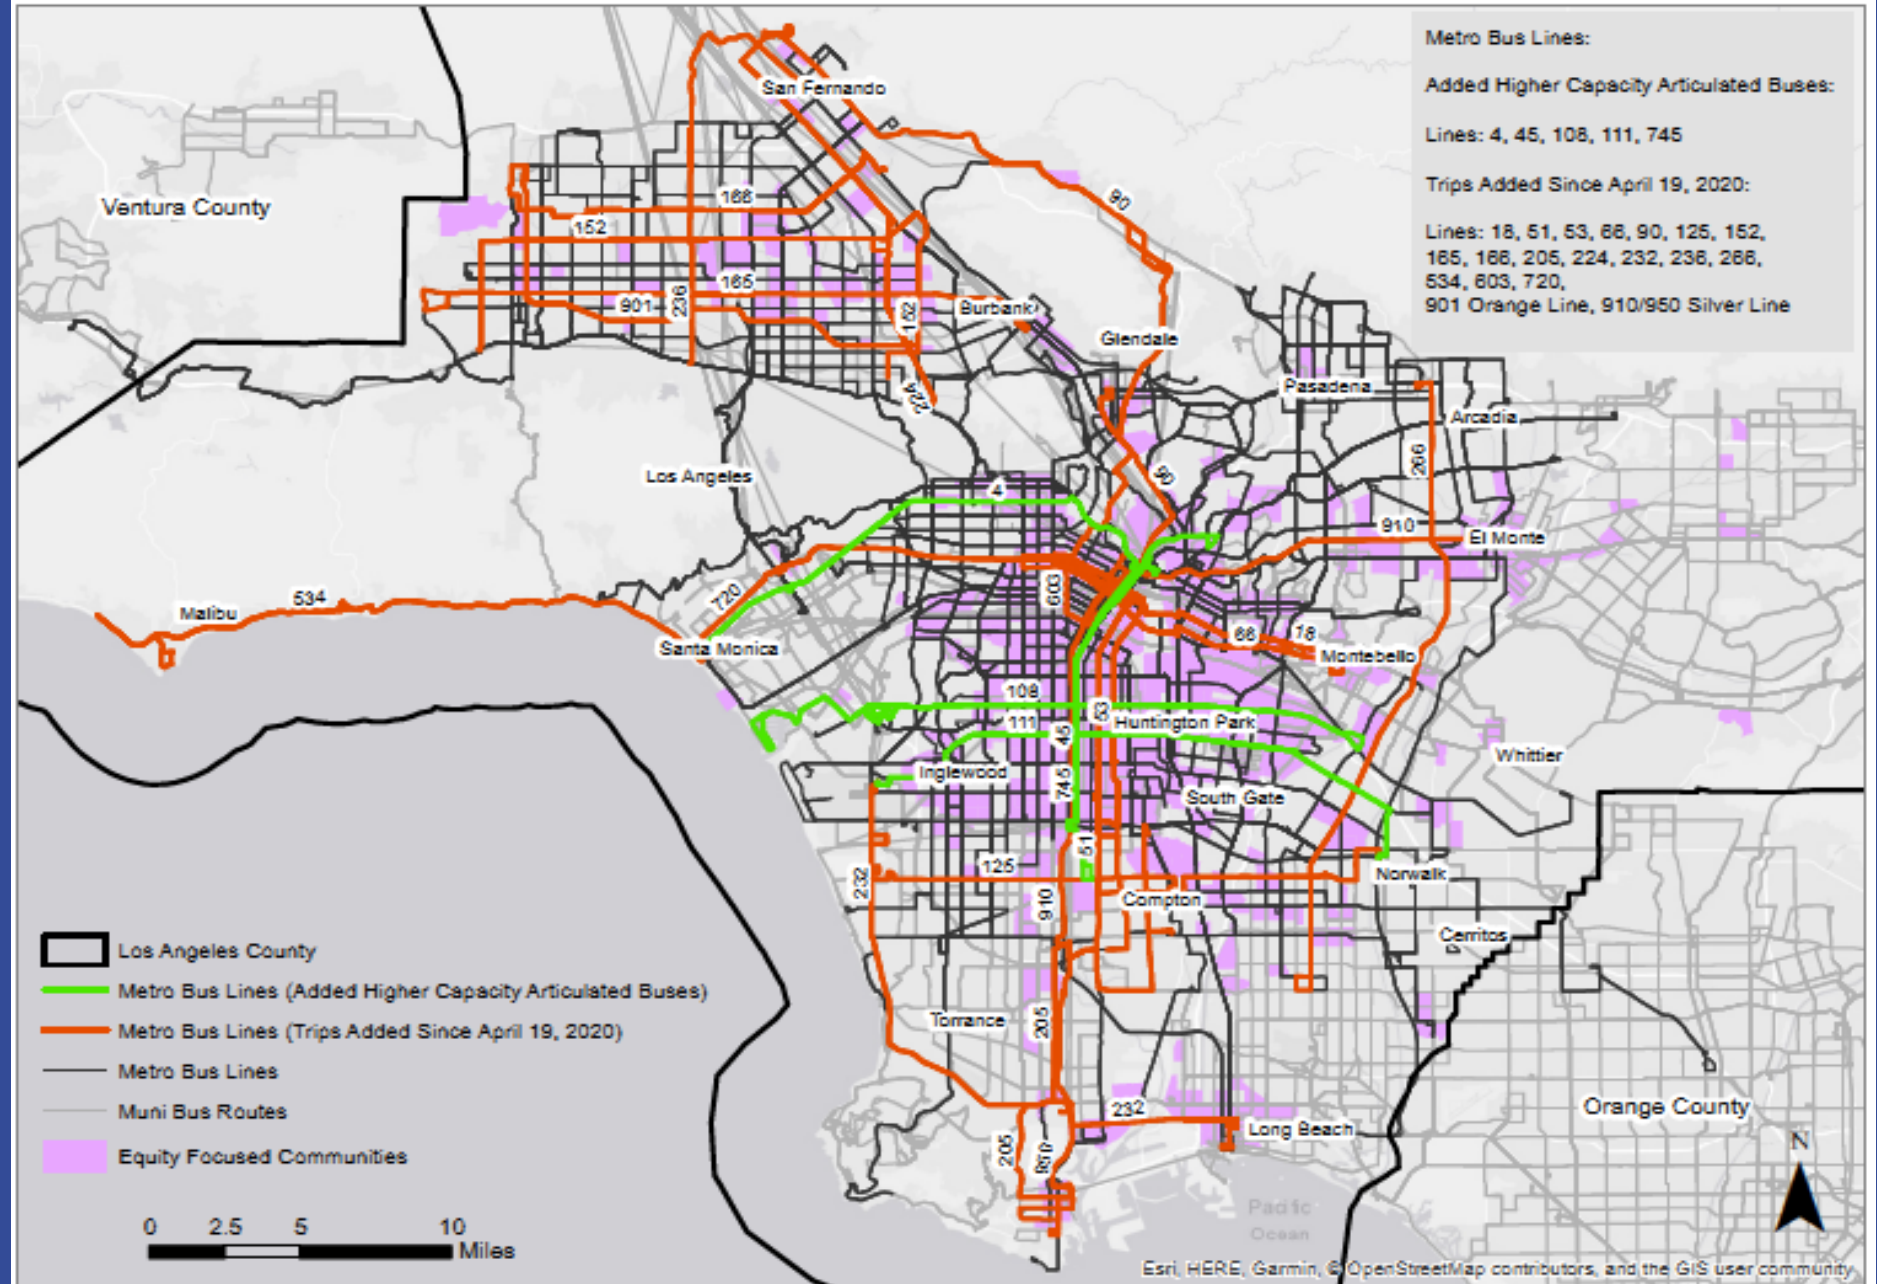 Metro Bus Lines:
Added Higher Capacity Articulated Buses:
Lines: 4, 45, 108, 111, 745
Trips Added Since April 19, 2020:
Lines: 18, 51, 53, 66, 90, 125, 152,
165, 166, 205, 224, 232, 236, 266,
534, 603, 720,
901 Orange Line, 910/950 Silver Line
San Fernando
Ventura County
166
90
152
165
901
236
152
Burbank
Glendale
224
Pasadena
Arcadia
266
Los Angeles
90
4
910
El Monte
720
603
534
Malibu
Santa Monica
66
18
Montebello
108
111
53
Huntington Park
45
Whittier
Inglewood
745
South Gate
51
125
232
910
Compton
Norwalk
Cerritos
Torrance
205
232
Long Beach
205
950
Orange County
Los Angeles County
Metro Bus Lines (Added Higher Capacity Articulated Buses)
Metro Bus Lines (Trips Added Since April 19, 2020)
Metro Bus Lines
Muni Bus Routes
Equity Focused Communities
0 2.5 5 10
Miles
N
Pacific
Ocean
Esri, HERE, Garmin, © OpenStreetMap contributors, and the GIS user community